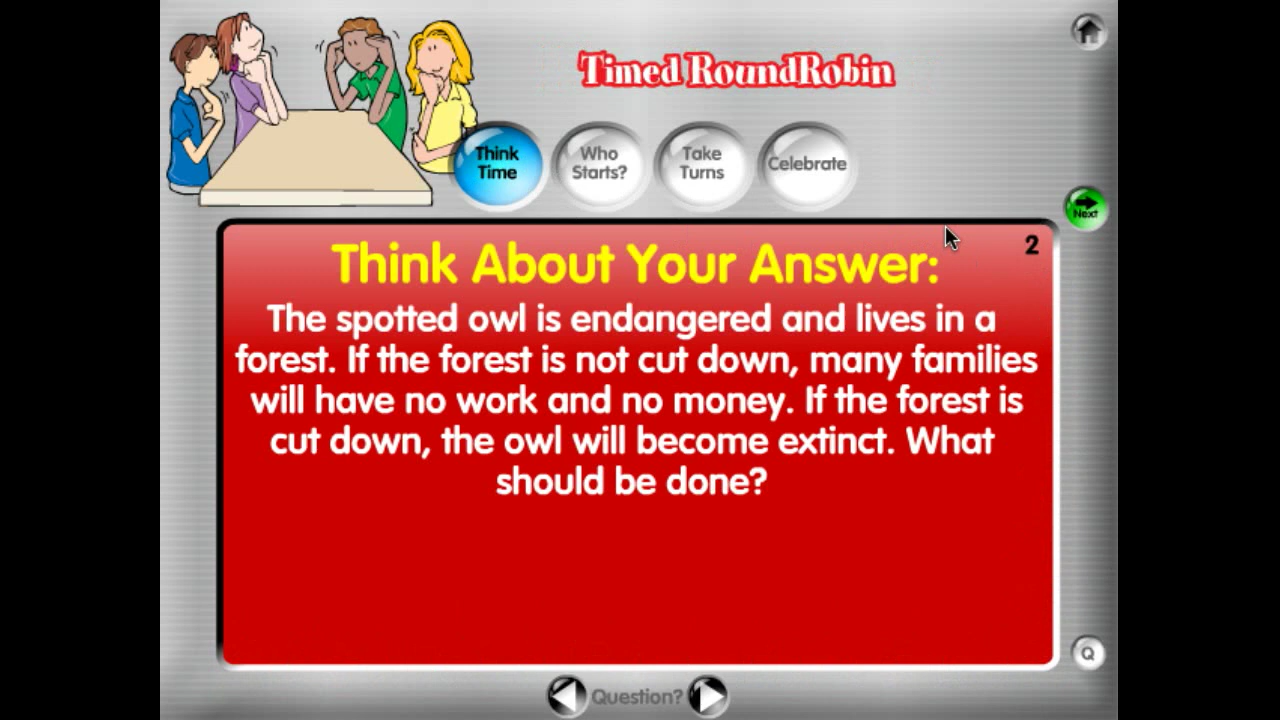 Timed RoundRobin
Think
Time
Who
Starts?
Take
Turns
Celebrate
Next
2
Think About Your Answer:
The spotted owl is endangered and lives in a
forest. If the forest is not cut down, many families
will have no work and no money. If the forest is
cut down, the owl will become extinct. What
should be done?
Q
Question?